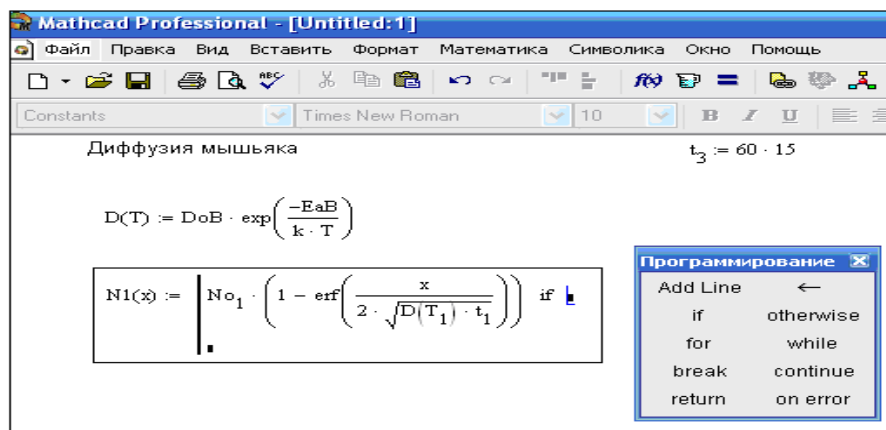 Mathcad Professional - [Untitled:1]
Файл Правка Вид Вставить Формат Математика Символика Окно Помощь
ABC f(x) ? =
Constants Times New Roman 10 B I U
Диффузия мышьяка t₃ := 60 · 15
D(T) := DoB · exp(-EaB / k · T)
N1(x) := No₁ · (1 - erf(x / 2 · √D(T₁) · t₁)) if
Программирование
Add Line ←
if otherwise
for while
break continue
return on error